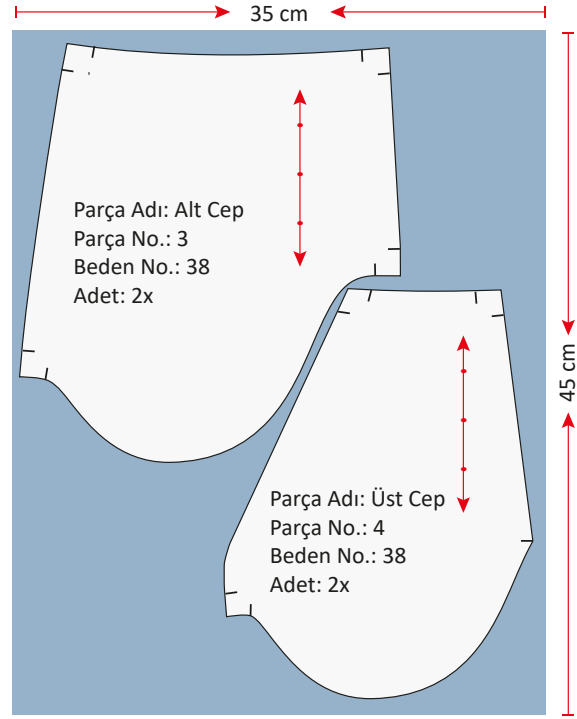 35 cm
Parça Adı: Alt Cep
Parça No.: 3
Beden No.: 38
Adet: 2x
45 cm
Parça Adı: Üst Cep
Parça No.: 4
Beden No.: 38
Adet: 2x